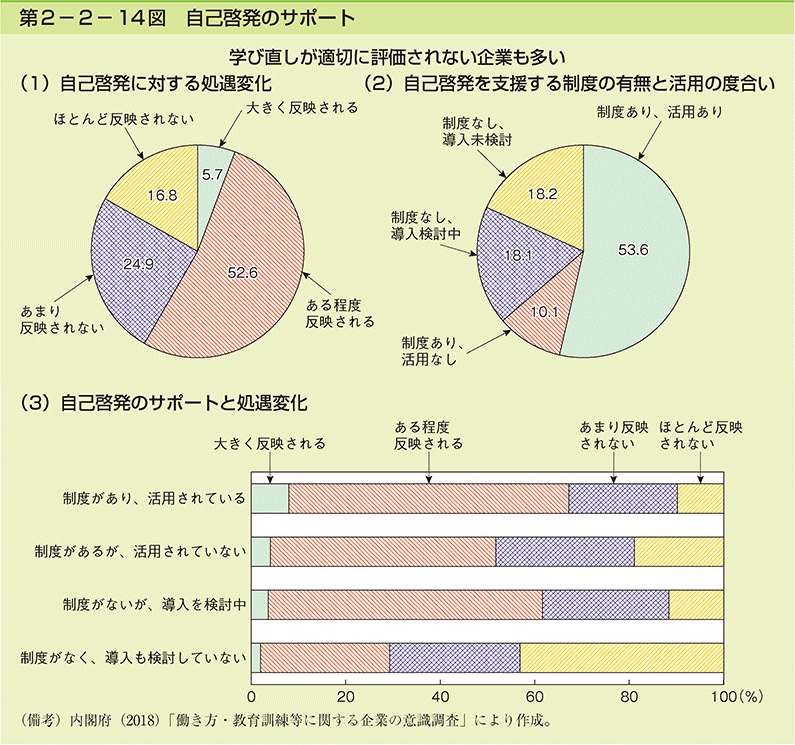 第2－2－14図　自己啓発のサポート
学び直しが適切に評価されない企業も多い
（1）自己啓発に対する処遇変化
ほとんど反映されない
大きく反映される
5.7
16.8
24.9
52.6
あまり
反映されない
ある程度
反映される
（2）自己啓発を支援する制度の有無と活用の度合い
制度あり、活用あり
制度なし、
導入未検討
18.2
制度なし、
導入検討中
18.1
53.6
10.1
制度あり、
活用なし
（3）自己啓発のサポートと処遇変化
大きく反映される
ある程度
反映される
あまり反映
されない
ほとんど反映
されない
制度があり、活用されている
制度があるが、活用されていない
制度がないが、導入を検討中
制度がなく、導入も検討していない
0 20 40 60 80 100（%）
（備考）内閣府（2018）「働き方・教育訓練等に関する企業の意識調査」により作成。